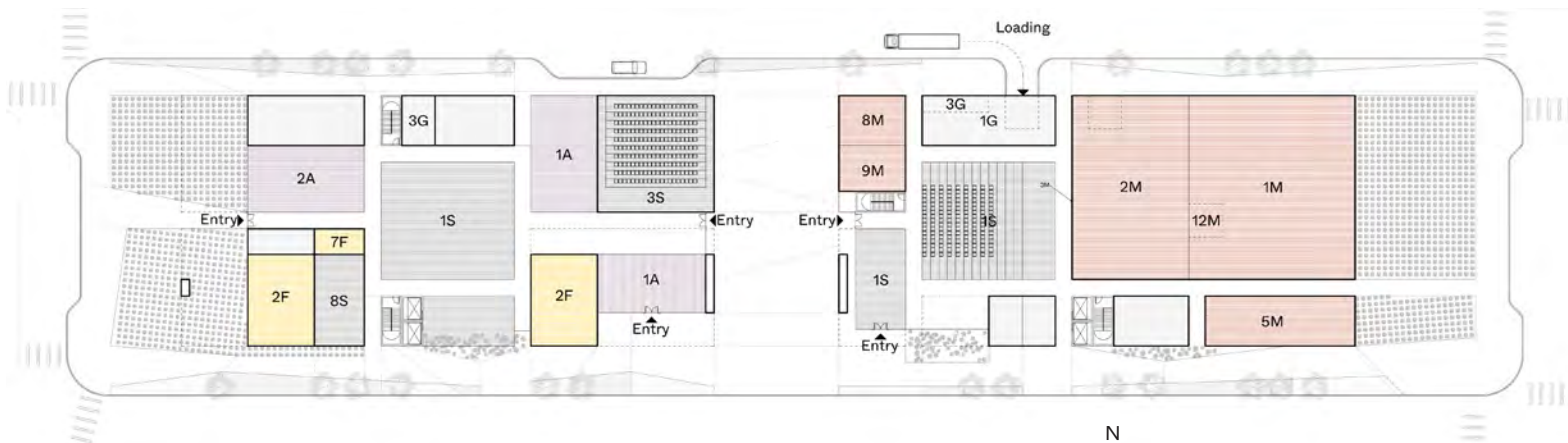 Loading
3G
3G
1G
1A
8M
2A
3S
9M
2M
1M
1S
1S
Entry
Entry
Entry
12M
7F
2F
8S
2F
1A
1S
Entry
Entry
5M
N